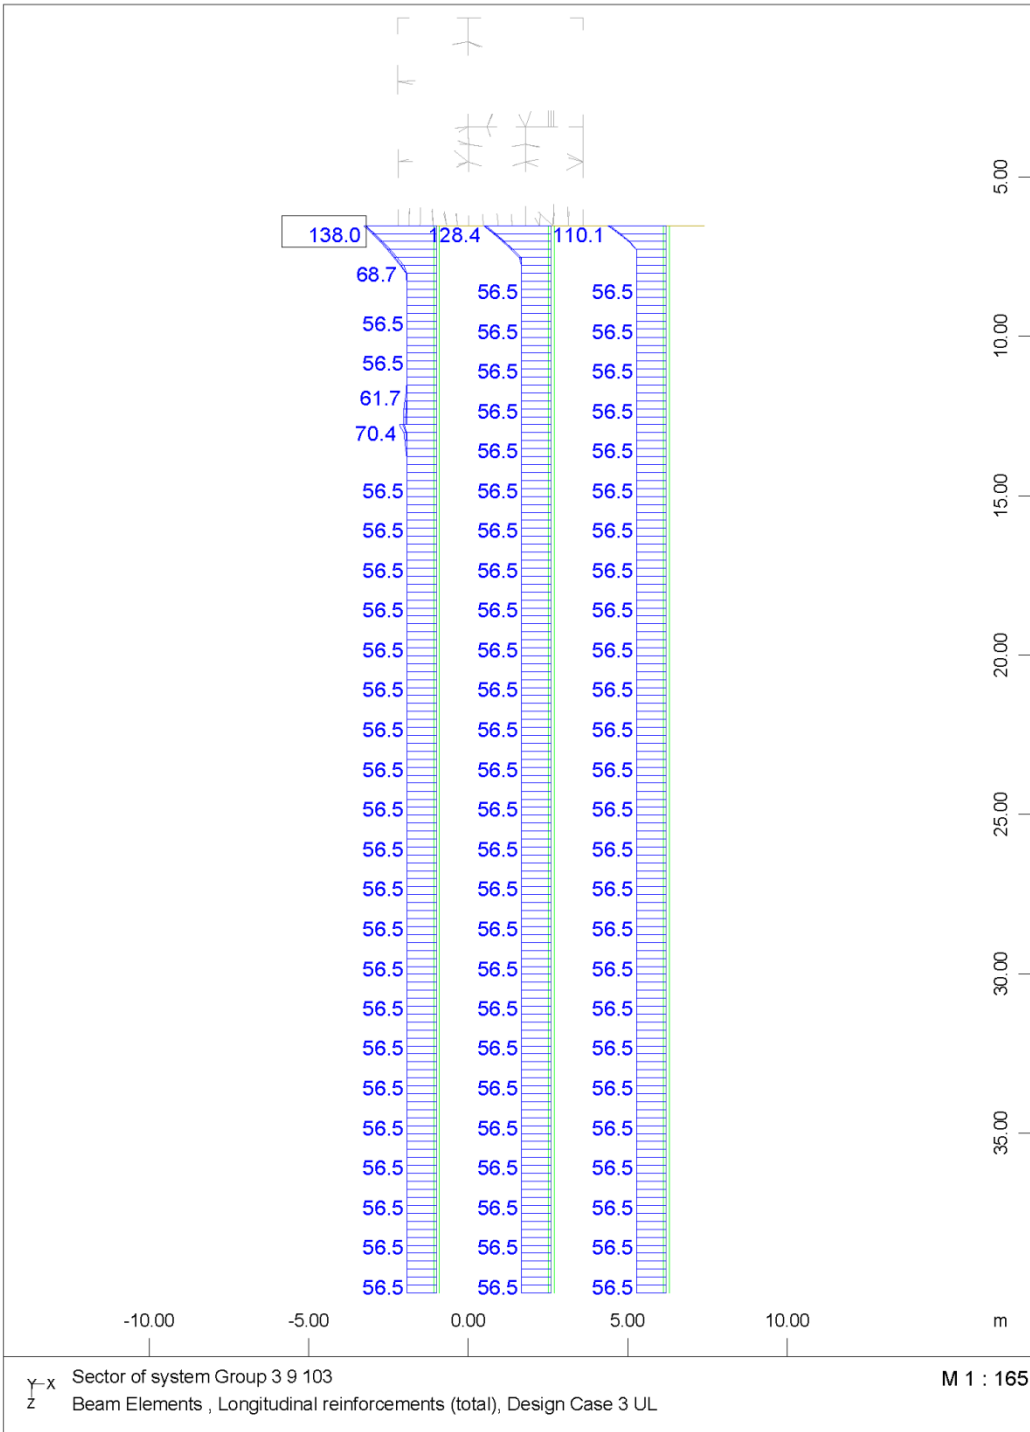 5.00
138.0 128.4 110.1
68.7
56.5 56.5
56.5
56.5 56.5 10.00
56.5
56.5 56.5
61.7
56.5 56.5
70.4
56.5 56.5
56.5 56.5 56.5 15.00
56.5 56.5 56.5
56.5 56.5 56.5
56.5 56.5 56.5
56.5 56.5 56.5 20.00
56.5 56.5 56.5
56.5 56.5 56.5
56.5 56.5 56.5
56.5 56.5 56.5 25.00
56.5 56.5 56.5
56.5 56.5 56.5
56.5 56.5 56.5
56.5 56.5 56.5 30.00
56.5 56.5 56.5
56.5 56.5 56.5
56.5 56.5 56.5
56.5 56.5 56.5 35.00
56.5 56.5 56.5
56.5 56.5 56.5
56.5 56.5 56.5
56.5 56.5 56.5
-10.00 -5.00 0.00 5.00 10.00 m
Y X Sector of system Group 3 9 103 M 1 : 165
Z Beam Elements , Longitudinal reinforcements (total), Design Case 3 UL